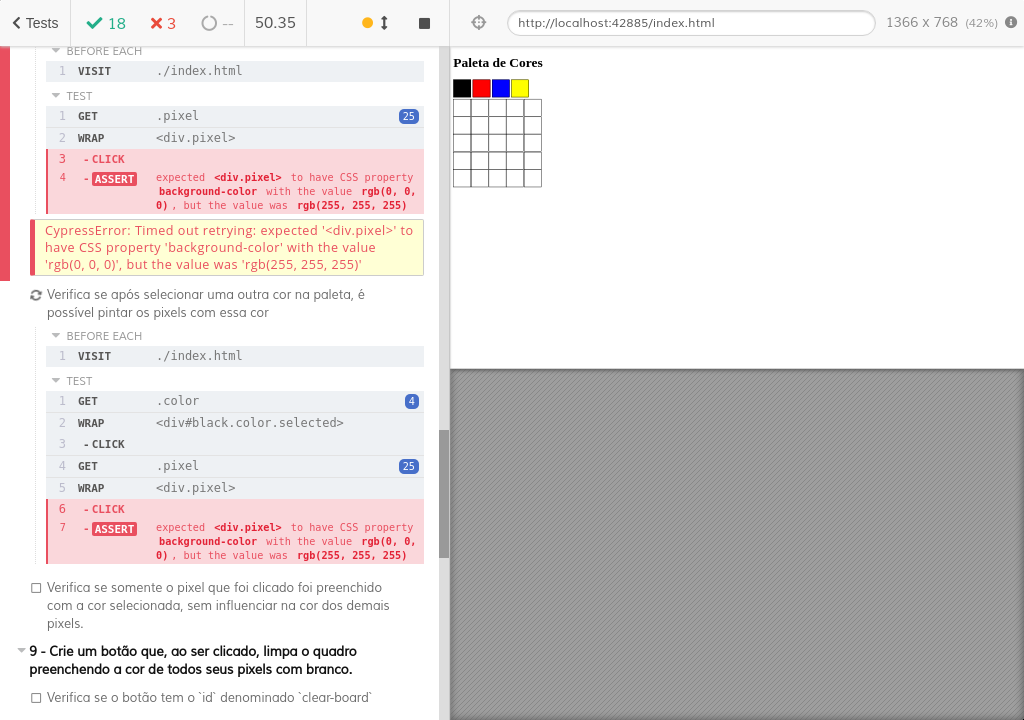 Tests 18 3 -- 50.35 http://localhost:42885/index.html 1366 x 768 (42%)
BEFORE EACH
1 VISIT ./index.html
TEST
1 GET .pixel 25
2 WRAP <div.pixel>
3 -CLICK
4 -ASSERT expected <div.pixel> to have CSS property
background-color with the value rgb(0, 0,
0), but the value was rgb(255, 255, 255)
CypressError: Timed out retrying: expected '<div.pixel>' to
have CSS property 'background-color' with the value
'rgb(0, 0, 0)', but the value was 'rgb(255, 255, 255)'
Verifica se após selecionar uma outra cor na paleta, é
possível pintar os pixels com essa cor
BEFORE EACH
1 VISIT ./index.html
TEST
1 GET .color 4
2 WRAP <div#black.color.selected>
3 -CLICK
4 GET .pixel 25
5 WRAP <div.pixel>
6 -CLICK
7 -ASSERT expected <div.pixel> to have CSS property
background-color with the value rgb(0, 0,
0), but the value was rgb(255, 255, 255)
Verifica se somente o pixel que foi clicado foi preenchido
com a cor selecionada, sem influenciar na cor dos demais
pixels.
9 - Crie um botão que, ao ser clicado, limpa o quadro
preenchendo a cor de todos seus pixels com branco.
Verifica se o botão tem o `id` denominado `clear-board`
Paleta de Cores